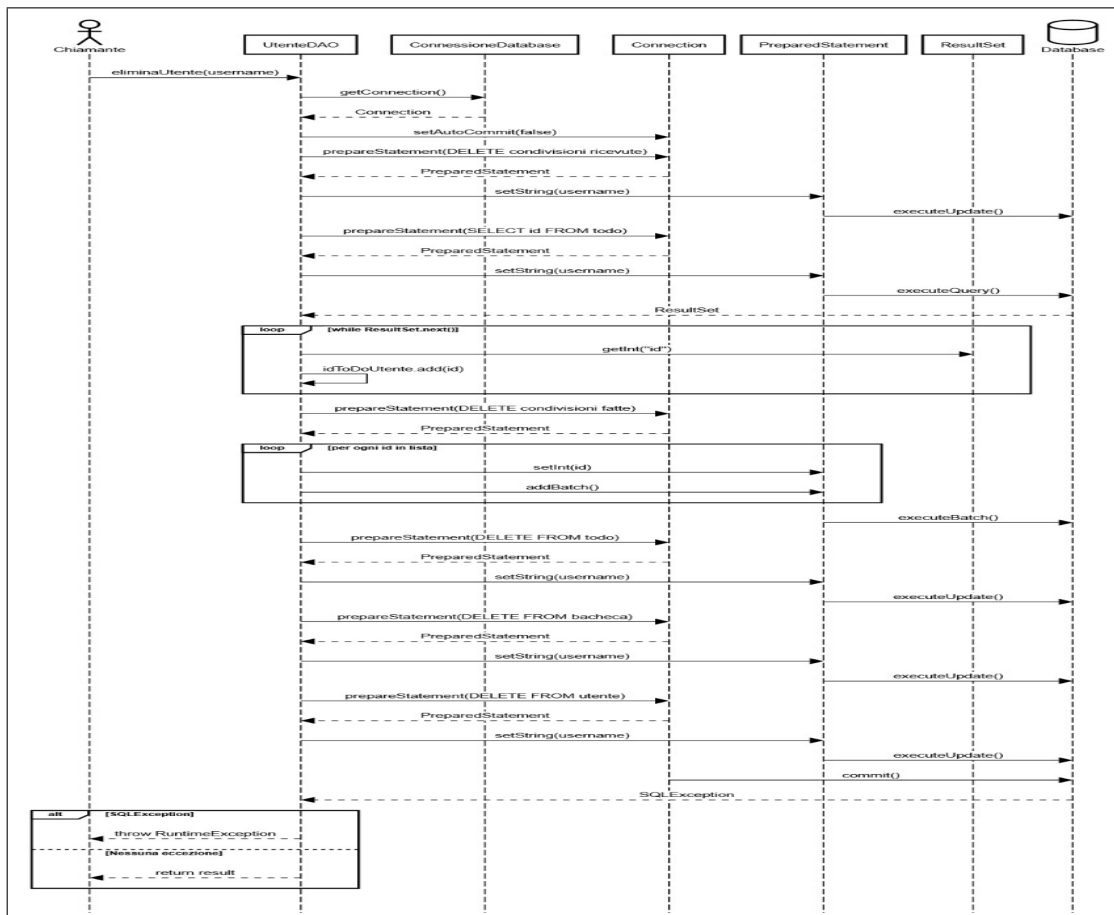 Chiamante
UtenteDAO
ConnessioneDatabase
Connection
PreparedStatement
ResultSet
Database
eliminaUtente(username)
getConnection()
Connection
setAutoCommit(false)
prepareStatement(DELETE condivisioni ricevute)
PreparedStatement
setString(username)
executeUpdate()
prepareStatement(SELECT id FROM todo)
PreparedStatement
setString(username)
executeQuery()
ResultSet
loop [while ResultSet.next()]
getInt("id")
idToDoUtente.add(id)
prepareStatement(DELETE condivisioni fatte)
PreparedStatement
loop [per ogni id in lista]
setInt(id)
addBatch()
executeBatch()
prepareStatement(DELETE FROM todo)
PreparedStatement
setString(username)
executeUpdate()
prepareStatement(DELETE FROM bacheca)
PreparedStatement
setString(username)
executeUpdate()
prepareStatement(DELETE FROM utente)
PreparedStatement
setString(username)
executeUpdate()
commit()
SQLException
alt [SQLException]
throw RuntimeException
[Nessuna eccezione]
return result